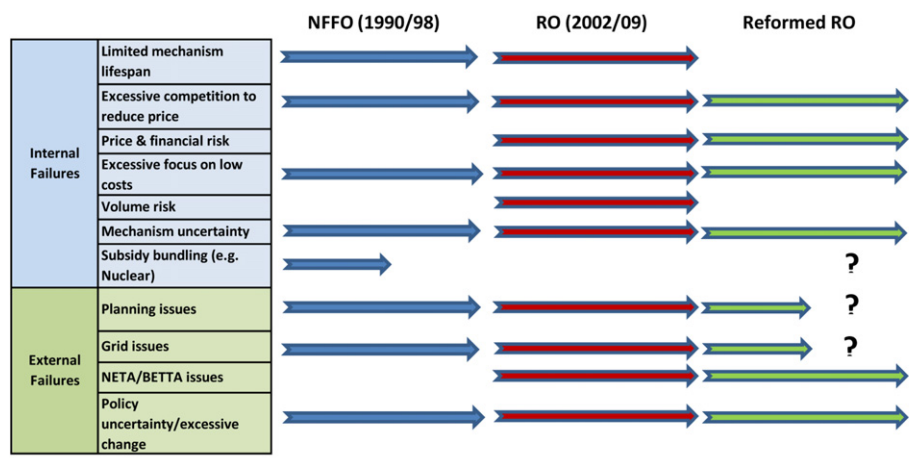 NFFO (1990/98) RO (2002/09) Reformed RO
Internal
Failures
Limited mechanism
lifespan
Excessive competition to
reduce price
Price & financial risk
Excessive focus on low
costs
Volume risk
Mechanism uncertainty
Subsidy bundling (e.g.
Nuclear)
?
External
Failures
Planning issues
?
Grid issues
?
NETA/BETTA issues
Policy
uncertainty/excessive
change